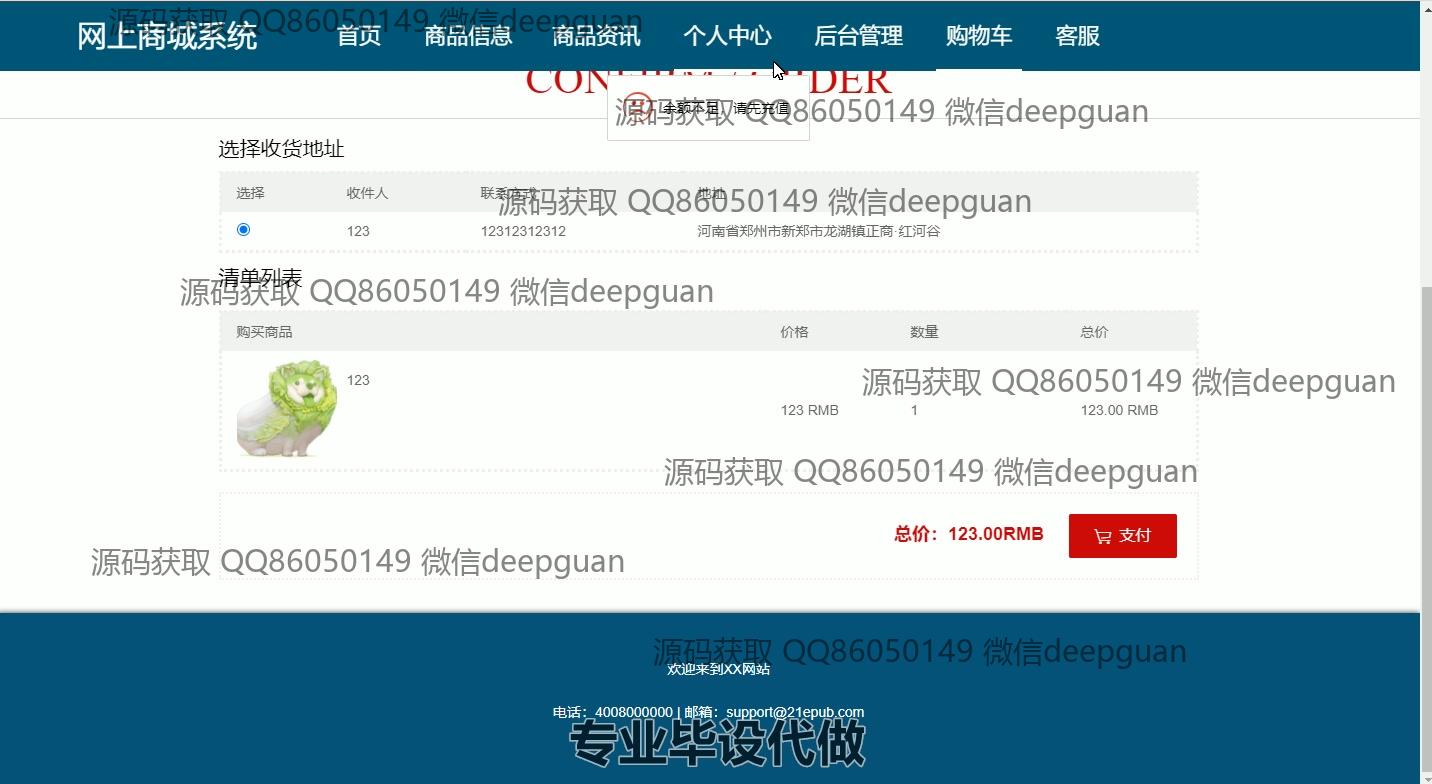 源码获取 QQ86050149 微信deepguan
网上商城系统 首页 商品信息 商品资讯 个人中心 后台管理 购物车 客服
余额不足，请先充值
源码获取 QQ86050149 微信deepguan
选择收货地址
选择 收件人 联系方式 地址
源码获取 QQ86050149 微信deepguan
123 12312312312 河南省郑州市新郑市龙湖镇正商·红河谷
清单列表
源码获取 QQ86050149 微信deepguan
购买商品 价格 数量 总价
123
源码获取 QQ86050149 微信deepguan
123 RMB 1 123.00 RMB
源码获取 QQ86050149 微信deepguan
总价：123.00RMB 支付
源码获取 QQ86050149 微信deepguan
源码获取 QQ86050149 微信deepguan
欢迎来到XX网站
电话：4008000000 | 邮箱：support@21epub.com
专业毕设代做